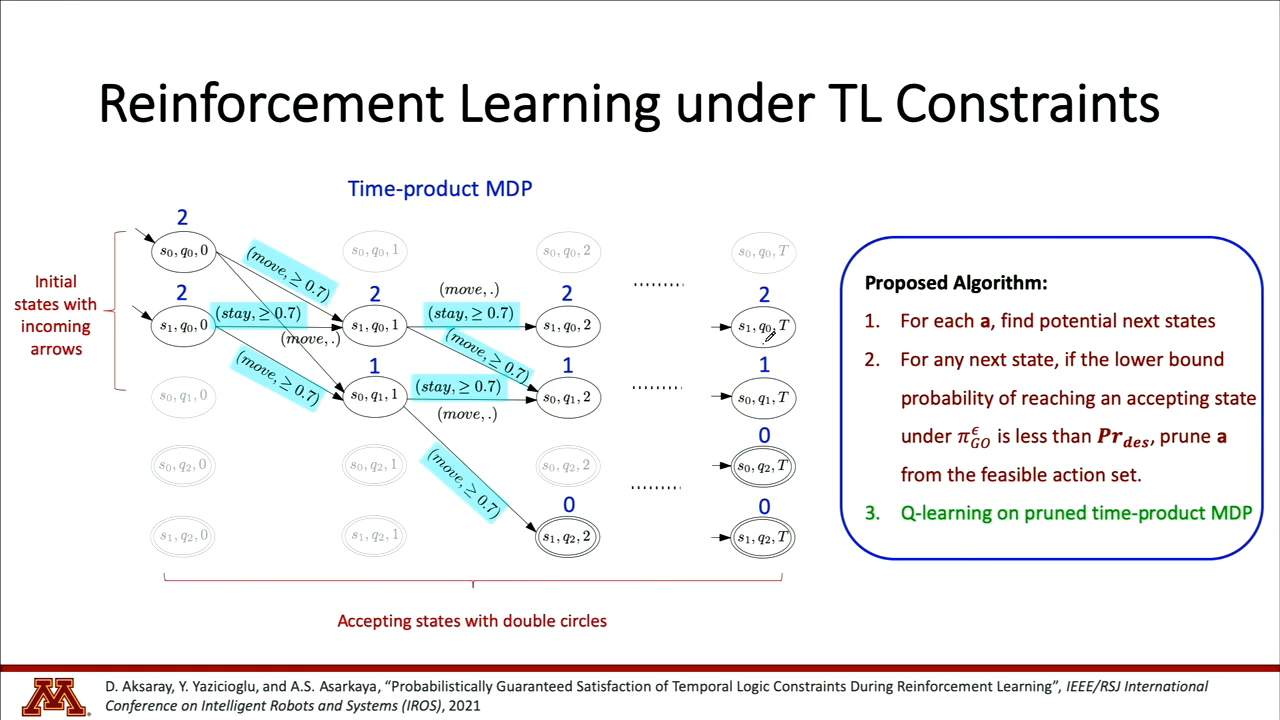 Reinforcement Learning under TL Constraints
Time-product MDP
Initial
states with
incoming
arrows
2
s₀, q₀, 0
s₀, q₀, 1
s₀, q₀, 2
s₀, q₀, T
(move, ≥ 0.7)
(move, .)
........
2
2
2
2
(stay, ≥ 0.7)
(stay, ≥ 0.7)
s₁, q₀, 0
s₁, q₀, 1
s₁, q₀, 2
s₁, q₀, T
(move, .)
(move, ≥ 0.7)
(move, ≥ 0.7)
1
1
1
(stay, ≥ 0.7)
........
s₀, q₁, 0
s₀, q₁, 1
s₀, q₁, 2
s₀, q₁, T
(move, .)
0
s₀, q₂, 0
s₀, q₂, 1
s₀, q₂, 2
s₀, q₂, T
(move, ≥ 0.7)
........
0
0
s₁, q₂, 0
s₁, q₂, 1
s₁, q₂, 2
s₁, q₂, T
Accepting states with double circles
Proposed Algorithm:
1. For each a, find potential next states
2. For any next state, if the lower bound
probability of reaching an accepting state
under π^ϵ_GO is less than Pr_des, prune a
from the feasible action set.
3. Q-learning on pruned time-product MDP
M
D. Aksaray, Y. Yazicioglu, and A.S. Asarkaya, “Probabilistically Guaranteed Satisfaction of Temporal Logic Constraints During Reinforcement Learning”, IEEE/RSJ International
Conference on Intelligent Robots and Systems (IROS), 2021